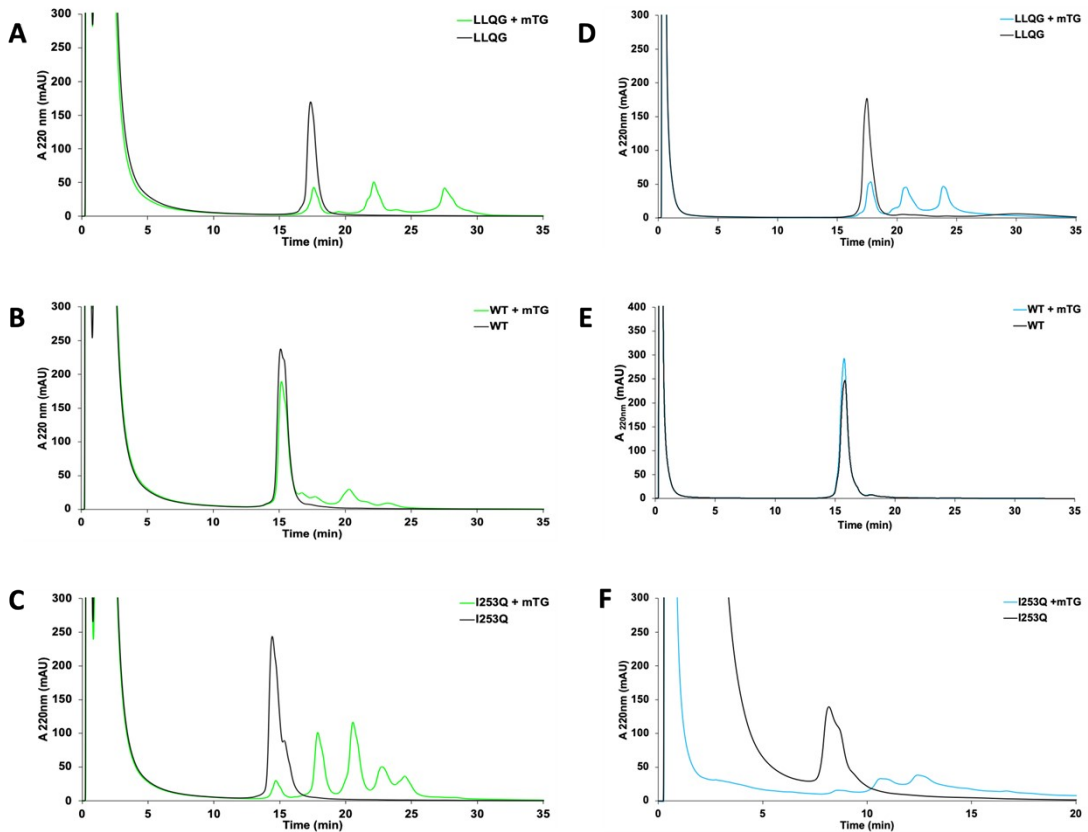 A
LLQG + mTG
LLQG
A 220 nm (mAU)
300
250
200
150
100
50
0
0 5 10 15 20 25 30 35
Time (min)
D
LLQG + mTG
LLQG
A 220nm (mAU)
300
250
200
150
100
50
0
0 5 10 15 20 25 30 35
Time (min)
B
WT + mTG
WT
A 220 nm (mAU)
300
250
200
150
100
50
0
0 5 10 15 20 25 30 35
Time (min)
E
WT + mTG
WT
A 220nm (mAU)
400
350
300
250
200
150
100
50
0
0 5 10 15 20 25 30 35
Time (min)
C
I253Q + mTG
I253Q
A 220 nm (mAU)
300
250
200
150
100
50
0
0 5 10 15 20 25 30 35
Time (min)
F
I253Q +mTG
I253Q
A 220nm (mAU)
300
250
200
150
100
50
0
5 10 15 20
Time (min)